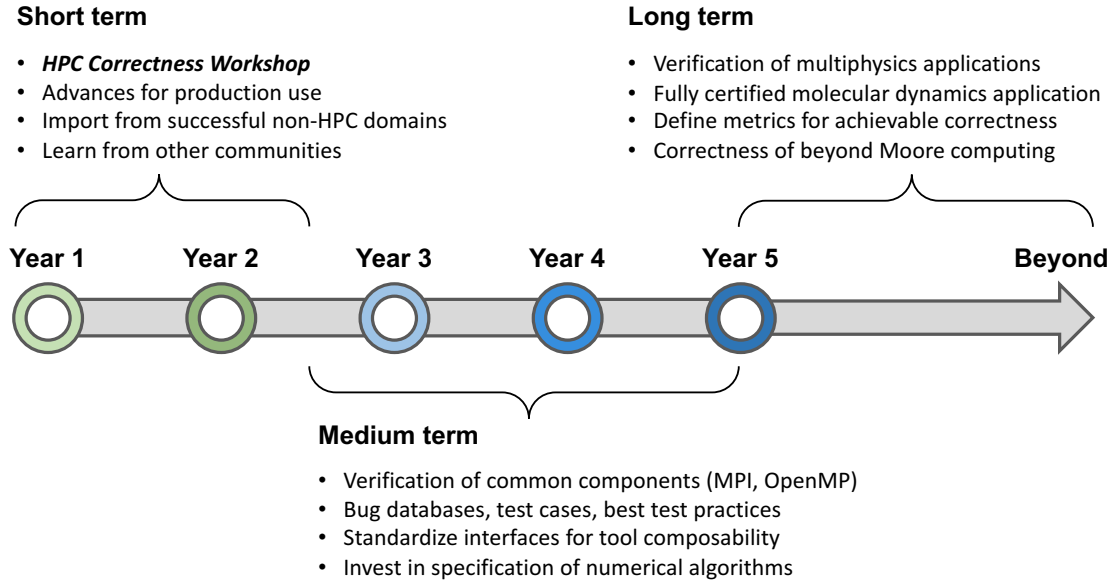 Short term
• HPC Correctness Workshop
• Advances for production use
• Import from successful non-HPC domains
• Learn from other communities
Long term
• Verification of multiphysics applications
• Fully certified molecular dynamics application
• Define metrics for achievable correctness
• Correctness of beyond Moore computing
Year 1
Year 2
Year 3
Year 4
Year 5
Beyond
Medium term
• Verification of common components (MPI, OpenMP)
• Bug databases, test cases, best test practices
• Standardize interfaces for tool composability
• Invest in specification of numerical algorithms